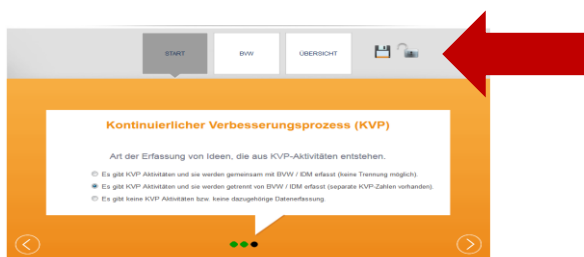 START BVW ÜBERSICHT
Kontinuierlicher Verbesserungsprozess (KVP)
Art der Erfassung von Ideen, die aus KVP-Aktivitäten entstehen.
Es gibt KVP Aktivitäten und sie werden gemeinsam mit BVW / IDM erfasst (keine Trennung möglich).
Es gibt KVP Aktivitäten und sie werden getrennt von BVW / IDM erfasst (separate KVP-Zahlen vorhanden).
Es gibt keine KVP Aktivitäten bzw. keine dazugehörige Datenerfassung.